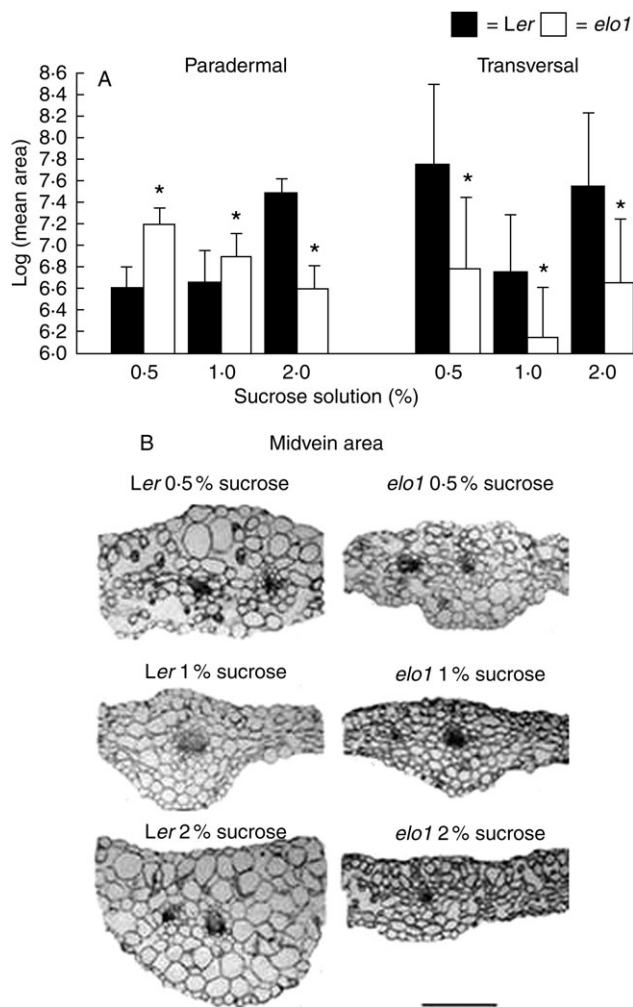 = Ler = elo1
A Paradermal Transversal
Log (mean area)
8·6
8·4
8·2
8·0
7·8
7·6
7·4
7·2
7·0
6·8
6·6
6·4
6·2
6·0
* * * * * *
0·5 1·0 2·0 0·5 1·0 2·0
Sucrose solution (%)
B Midvein area
Ler 0·5 % sucrose elo1 0·5 % sucrose
Ler 1 % sucrose elo1 1 % sucrose
Ler 2 % sucrose elo1 2 % sucrose